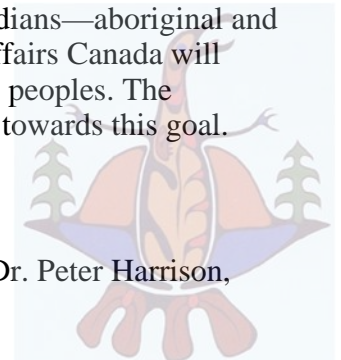 dians—aboriginal and
ffairs Canada will
peoples. The
towards this goal.
Dr. Peter Harrison,